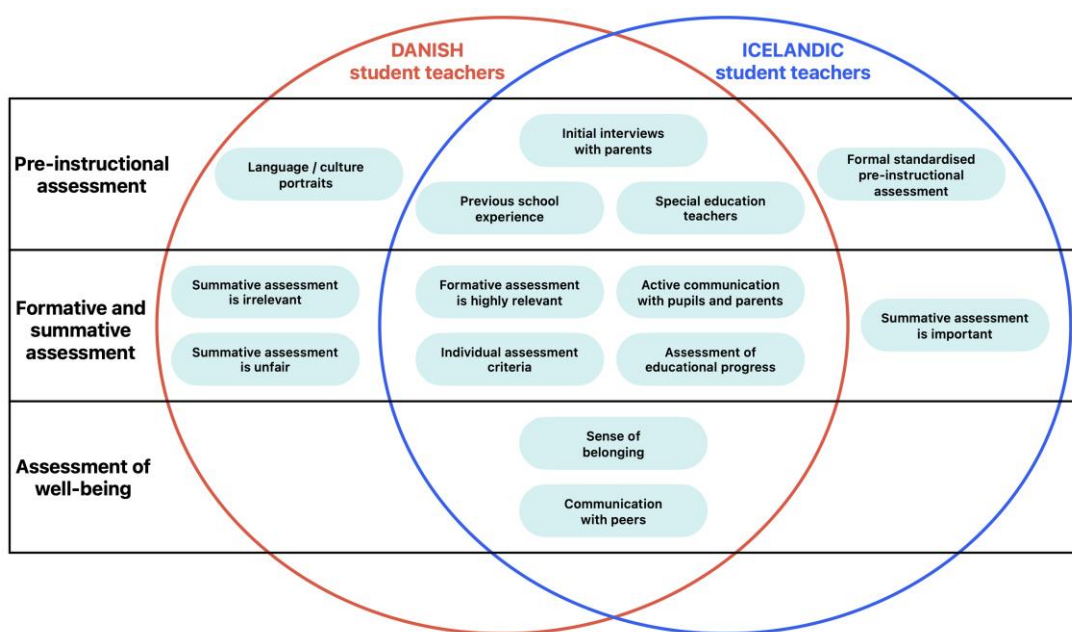 DANISH
student teachers
ICELANDIC
student teachers
Pre-instructional
assessment
Language / culture
portraits
Initial interviews
with parents
Previous school
experience
Special education
teachers
Formal standardised
pre-instructional
assessment
Formative and
summative
assessment
Summative assessment
is irrelevant
Summative assessment
is unfair
Formative assessment
is highly relevant
Active communication
with pupils and parents
Individual assessment
criteria
Assessment of
educational progress
Summative assessment
is important
Assessment of
well-being
Sense of
belonging
Communication
with peers